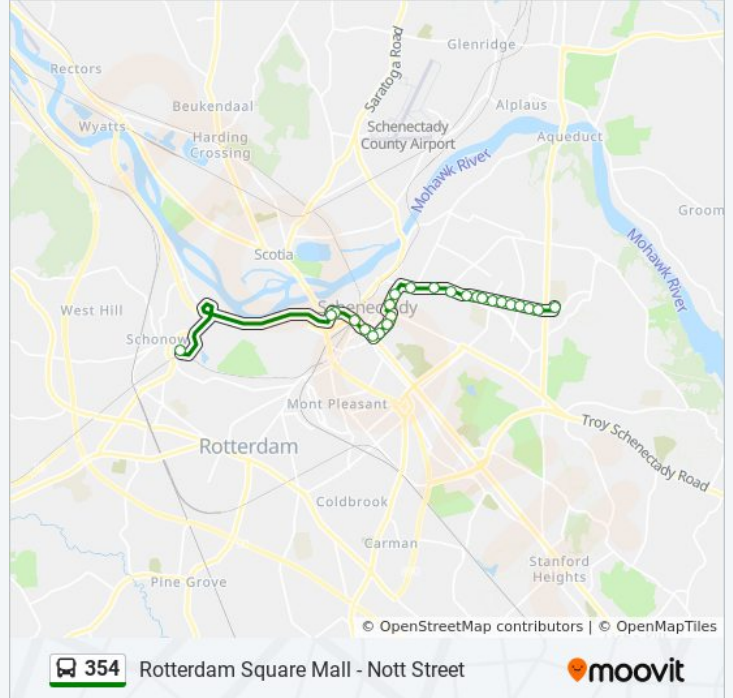 Rectors
Glenridge
Saratoga Road
Beukendaal
Alplaus
Wyatts
Harding
Crossing
Schenectady
County Airport
Aqueduct
Mohawk River
Groom
Scotia
Mohawk River
West Hill
Schenectady
Schonow
Mont Pleasant
Troy Schenectady Road
Rotterdam
Coldbrook
Carman
Stanford
Heights
Pine Grove
© OpenStreetMap contributors | © OpenMapTiles
354 Rotterdam Square Mall - Nott Street
moovit